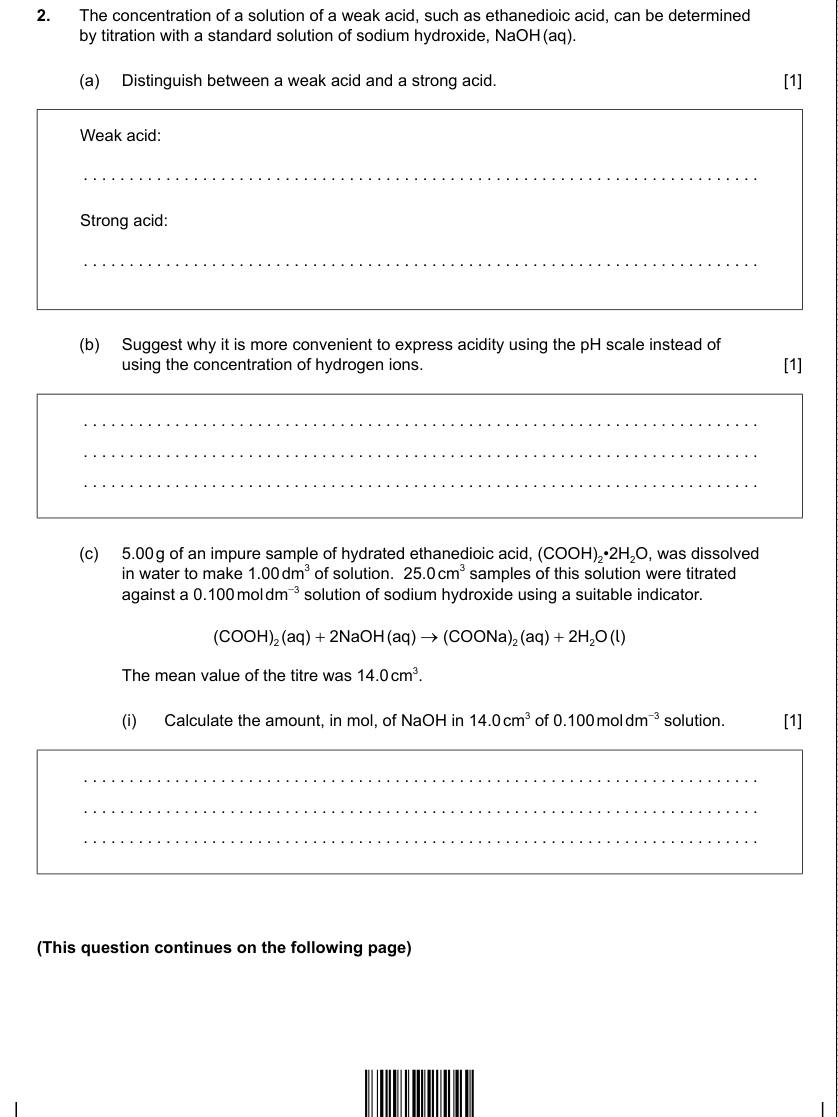 2. The concentration of a solution of a weak acid, such as ethanedioic acid, can be determined
by titration with a standard solution of sodium hydroxide, NaOH (aq).
(a) Distinguish between a weak acid and a strong acid. [1]
Weak acid:
Strong acid:
(b) Suggest why it is more convenient to express acidity using the pH scale instead of
using the concentration of hydrogen ions. [1]
(c) 5.00 g of an impure sample of hydrated ethanedioic acid, (COOH)₂•2H₂O, was dissolved
in water to make 1.00 dm³ of solution. 25.0 cm³ samples of this solution were titrated
against a 0.100 mol dm⁻³ solution of sodium hydroxide using a suitable indicator.
(COOH)₂ (aq) + 2NaOH (aq) → (COONa)₂ (aq) + 2H₂O (l)
The mean value of the titre was 14.0 cm³.
(i) Calculate the amount, in mol, of NaOH in 14.0 cm³ of 0.100 mol dm⁻³ solution. [1]
(This question continues on the following page)